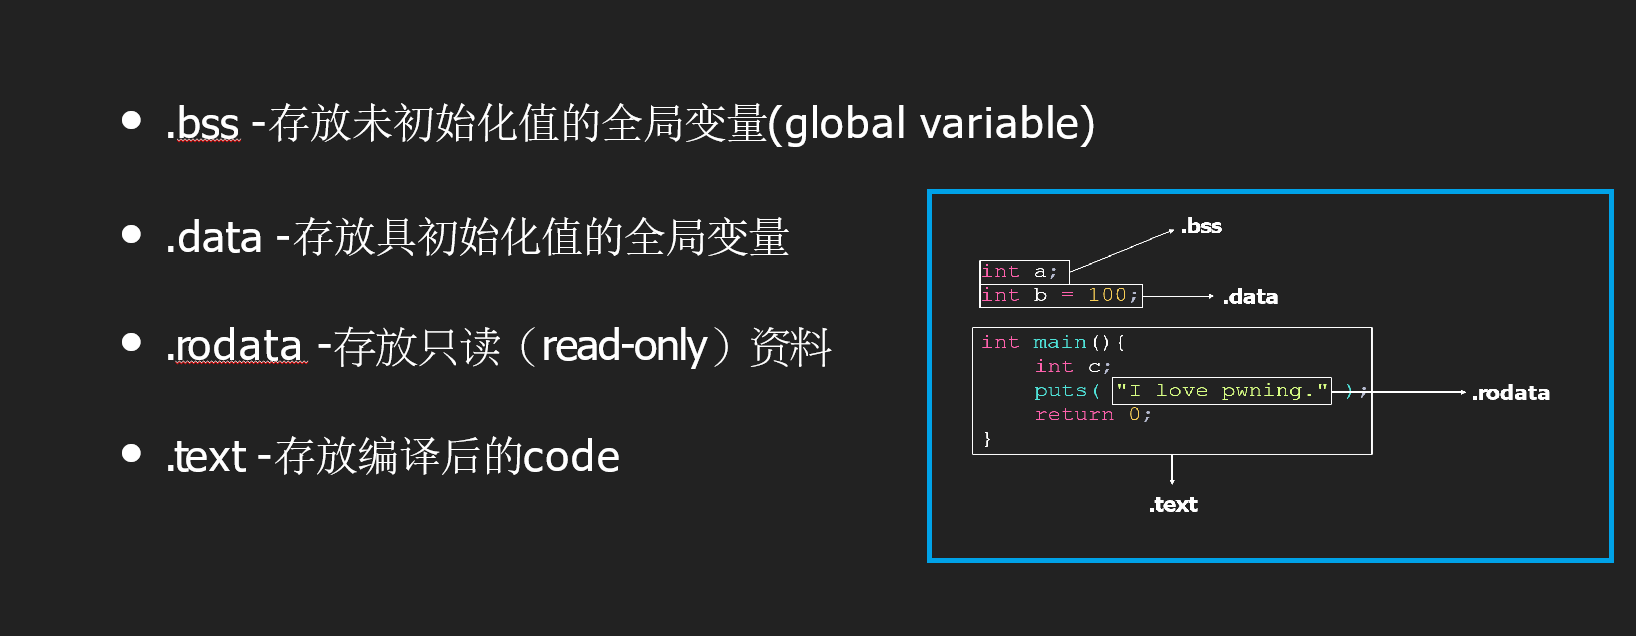 .bss -存放未初始化值的全局变量(global variable)
.data -存放具初始化值的全局变量
.rodata -存放只读（read-only）资料
.text -存放编译后的code
.bss
int a;
int b = 100;
.data
int main(){
int c;
puts( "I love pwning." );
.rodata
return 0;
}
.text